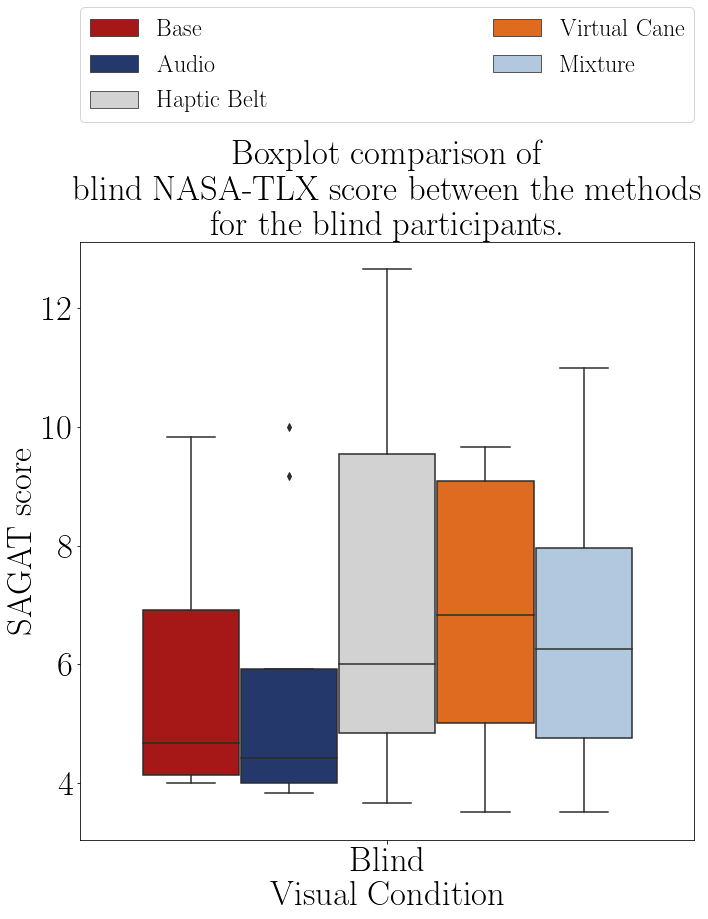 Base
Audio
Haptic Belt
Virtual Cane
Mixture
Boxplot comparison of
blind NASA-TLX score between the methods
for the blind participants.
12
10
8
6
4
SAGAT score
Blind
Visual Condition